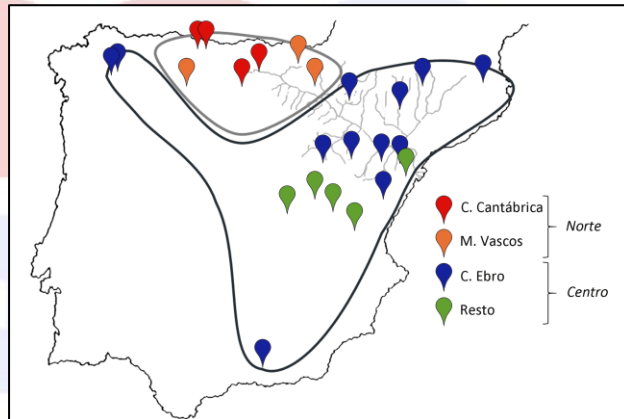 C. Cantábrica
M. Vascos
Norte
C. Ebro
Resto
Centro